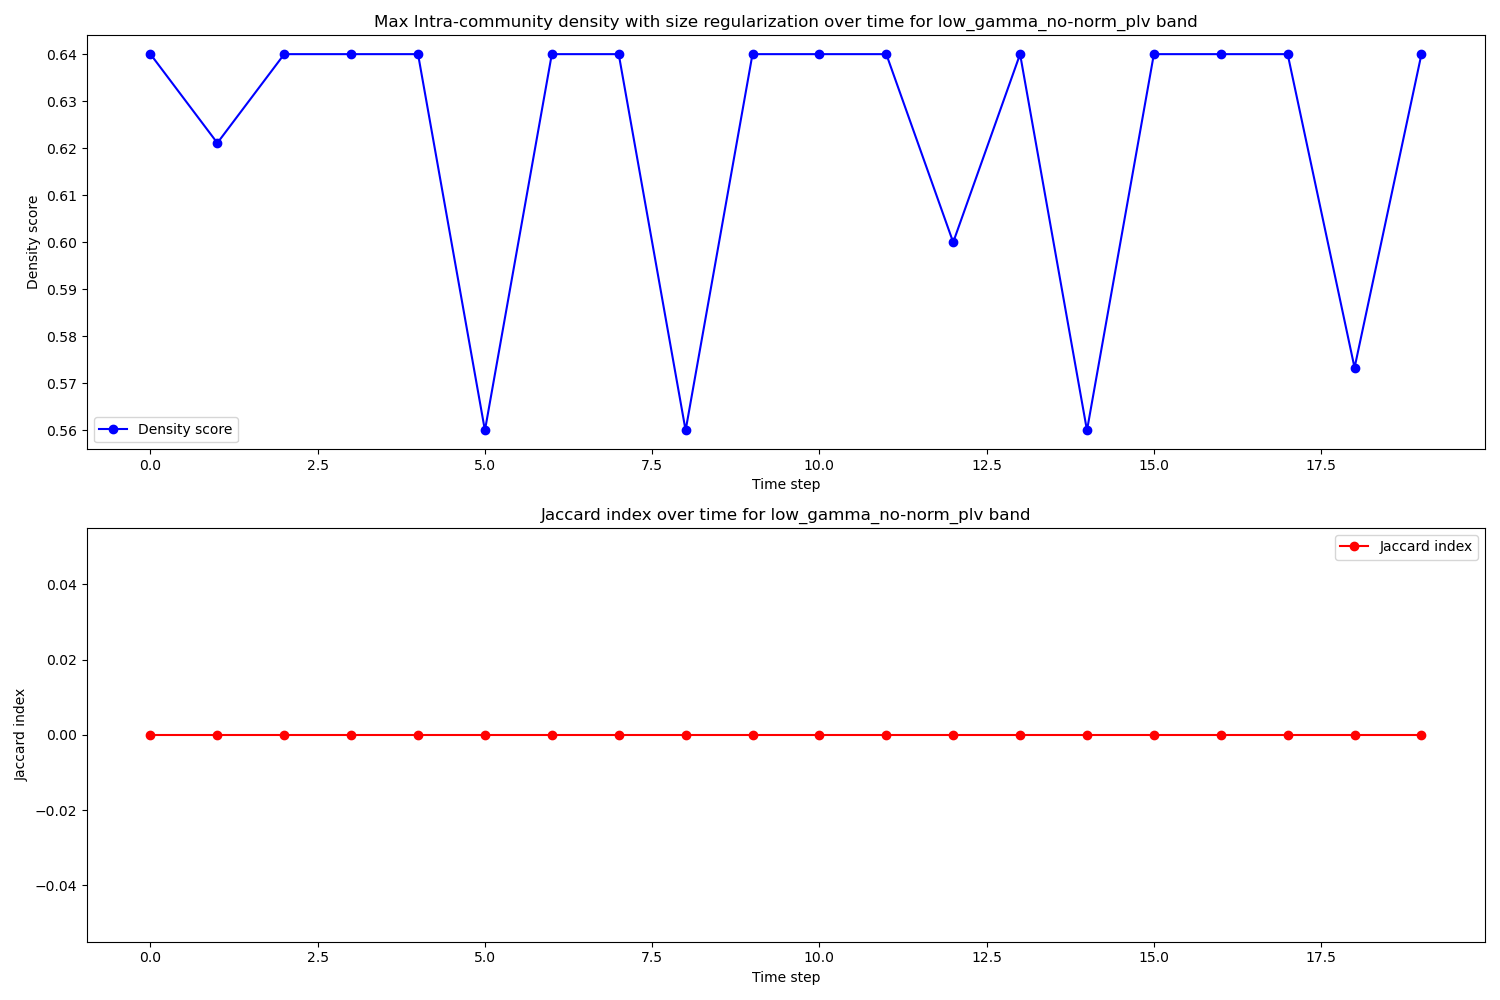 Max Intra-community density with size regularization over time for low_gamma_no-norm_plv band
0.64
0.63
0.62
0.61
0.60
0.59
0.58
0.57
0.56
Density score
Density score
0.0 2.5 5.0 7.5 10.0 12.5 15.0 17.5
Time step
Jaccard index over time for low_gamma_no-norm_plv band
Jaccard index
0.04
0.02
0.00
−0.02
−0.04
Jaccard index
0.0 2.5 5.0 7.5 10.0 12.5 15.0 17.5
Time step